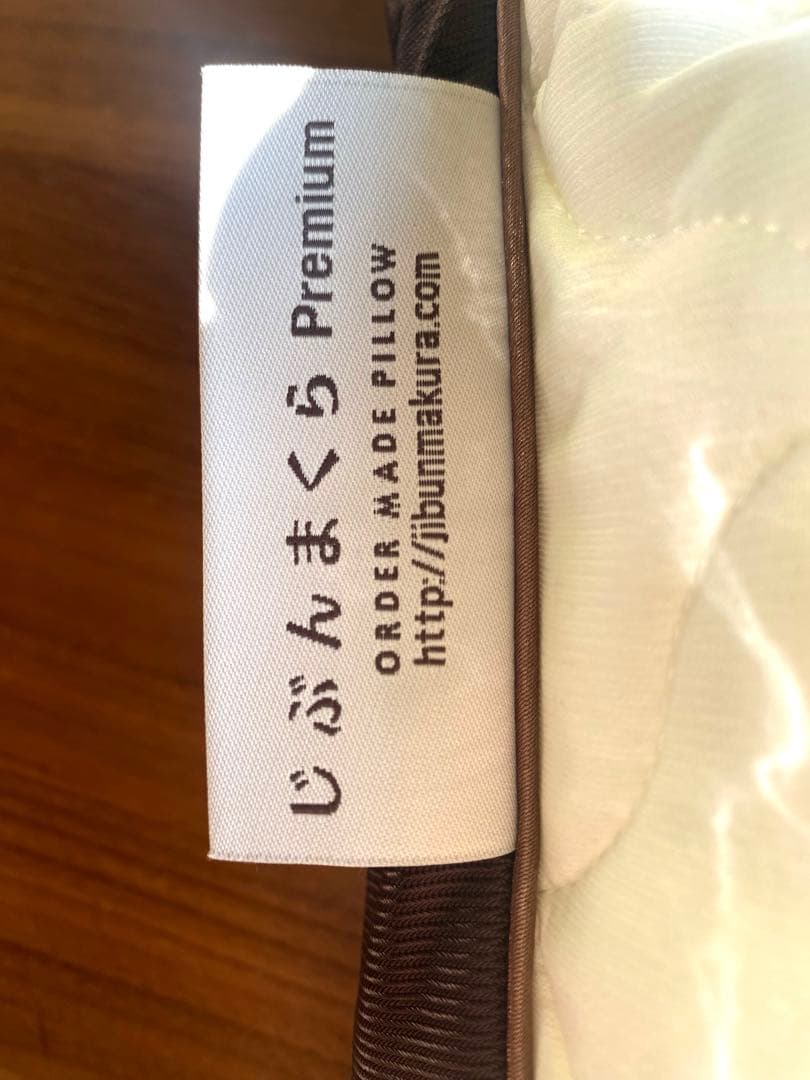 じぶんまくら Premium
ORDER MADE PILLOW
http://jibunmakura.com